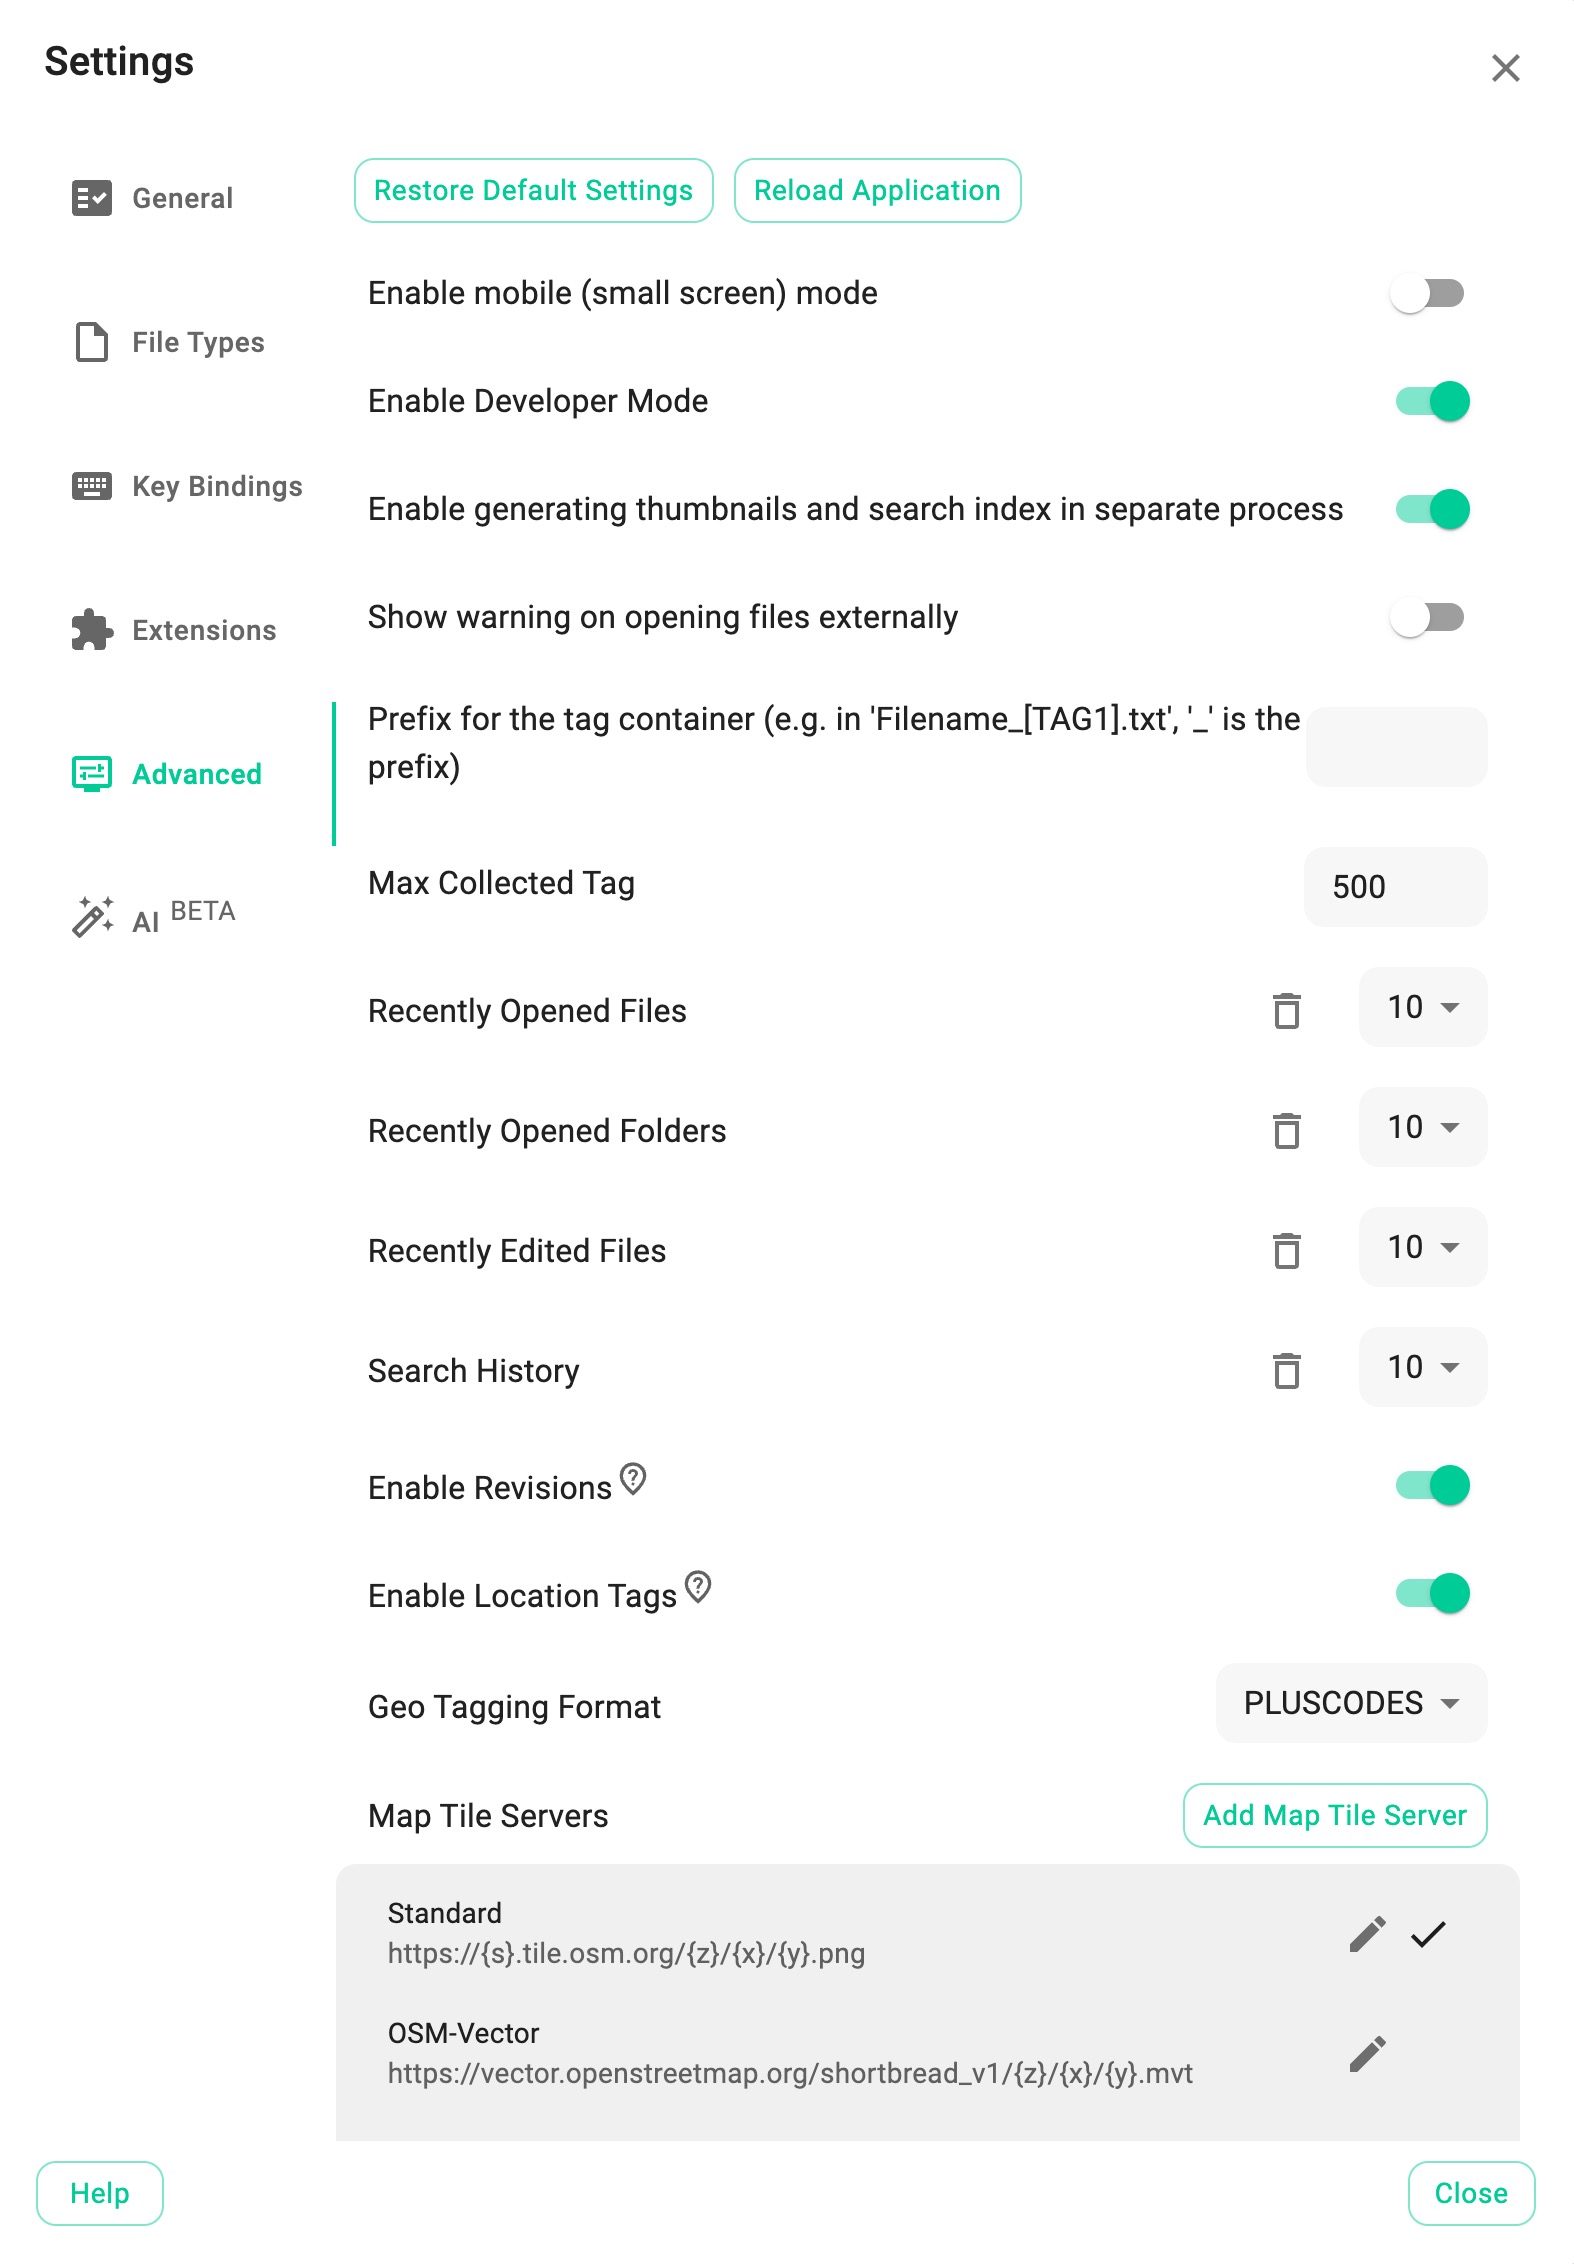 Settings
General
File Types
Key Bindings
Extensions
Advanced
AI BETA
Restore Default Settings
Reload Application
Enable mobile (small screen) mode
Enable Developer Mode
Enable generating thumbnails and search index in separate process
Show warning on opening files externally
Prefix for the tag container (e.g. in 'Filename_[TAG1].txt', '_' is the
prefix)
Max Collected Tag
500
Recently Opened Files
10
Recently Opened Folders
10
Recently Edited Files
10
Search History
10
Enable Revisions
Enable Location Tags
Geo Tagging Format
PLUSCODES
Map Tile Servers
Add Map Tile Server
Standard
https://{s}.tile.osm.org/{z}/{x}/{y}.png
OSM-Vector
https://vector.openstreetmap.org/shortbread_v1/{z}/{x}/{y}.mvt
Help
Close